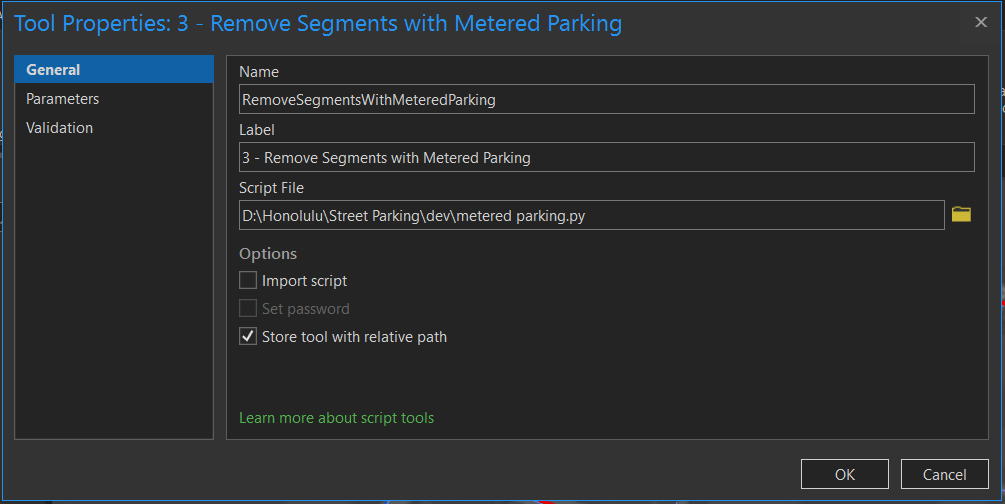 Tool Properties: 3 - Remove Segments with Metered Parking
General
Parameters
Validation
Name
RemoveSegmentsWithMeteredParking
Label
3 - Remove Segments with Metered Parking
Script File
D:\Honolulu\Street Parking\dev\metered parking.py
Options
Import script
Set password
Store tool with relative path
Learn more about script tools
OK
Cancel